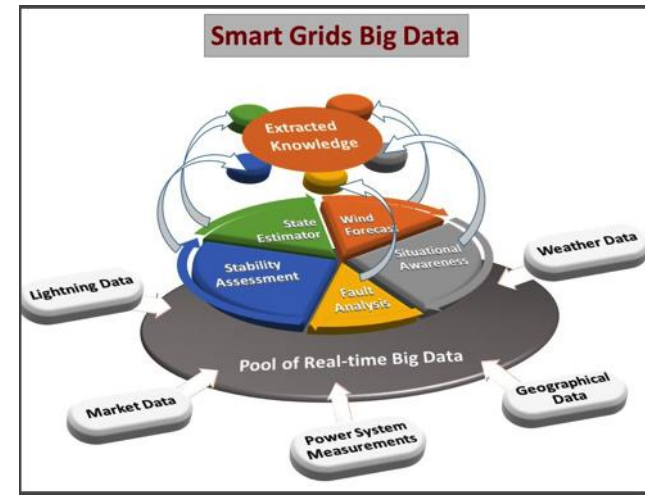 Smart Grids Big Data
Extracted
Knowledge
State
Estimator
Wind
Forecast
Stability
Assessment
Situational
Awareness
Fault
Analysis
Weather Data
Lightning Data
Pool of Real-time Big Data
Market Data
Geographical
Data
Power System
Measurements